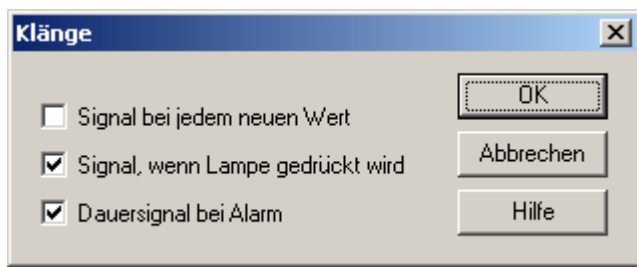 Klänge
Signal bei jedem neuen Wert
Signal, wenn Lampe gedrückt wird
Dauersignal bei Alarm
OK
Abbrechen
Hilfe